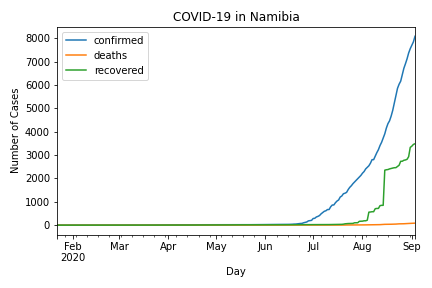 COVID-19 in Namibia
confirmed
deaths
recovered
Number of Cases
8000
7000
6000
5000
4000
3000
2000
1000
0
Feb Mar Apr May Jun Jul Aug Sep
2020
Day